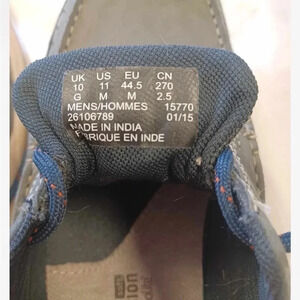 UK US EU CN
10 11 44.5 270
G M M 2.5
MENS/HOMMES 15770
26106789 01/15
MADE IN INDIA
FABRIQUE EN INDE